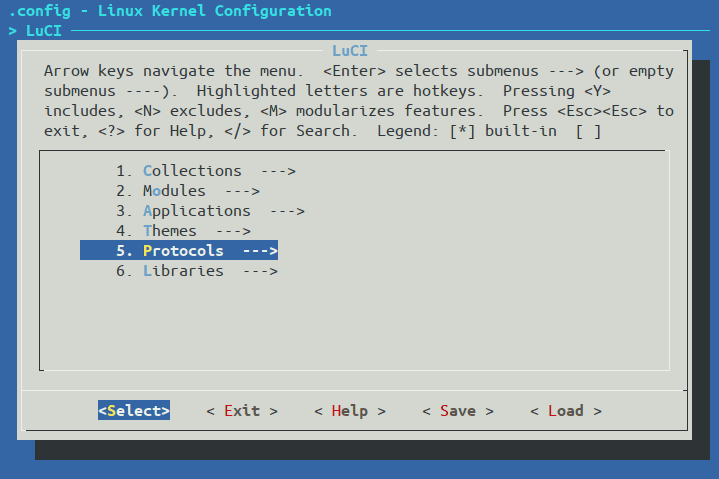 .config - Linux Kernel Configuration
> LuCI
LuCI
Arrow keys navigate the menu.  <Enter> selects submenus ---> (or empty
submenus ----).  Highlighted letters are hotkeys.  Pressing <Y>
includes, <N> excludes, <M> modularizes features.  Press <Esc><Esc> to
exit, <?> for Help, </> for Search.  Legend: [*] built-in  [ ]
1. Collections  --->
2. Modules  --->
3. Applications  --->
4. Themes  --->
5. Protocols  --->
6. Libraries  --->
<Select>    < Exit >    < Help >    < Save >    < Load >